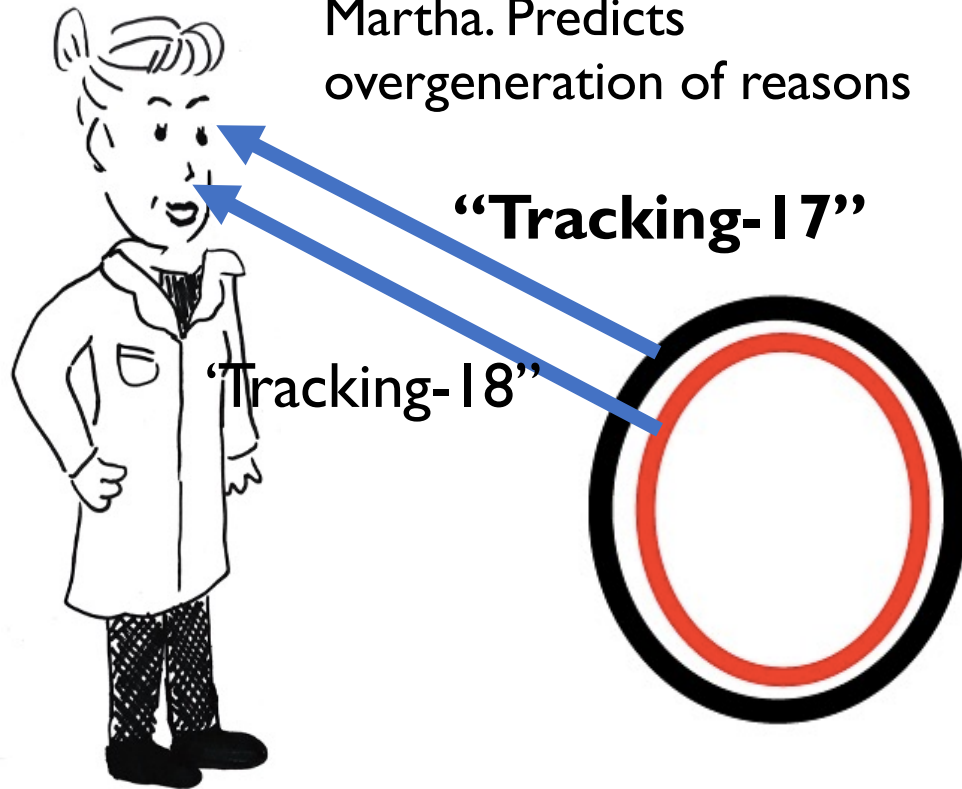 Martha. Predicts
overgeneration of reasons
“Tracking-17”
‘Tracking-18”